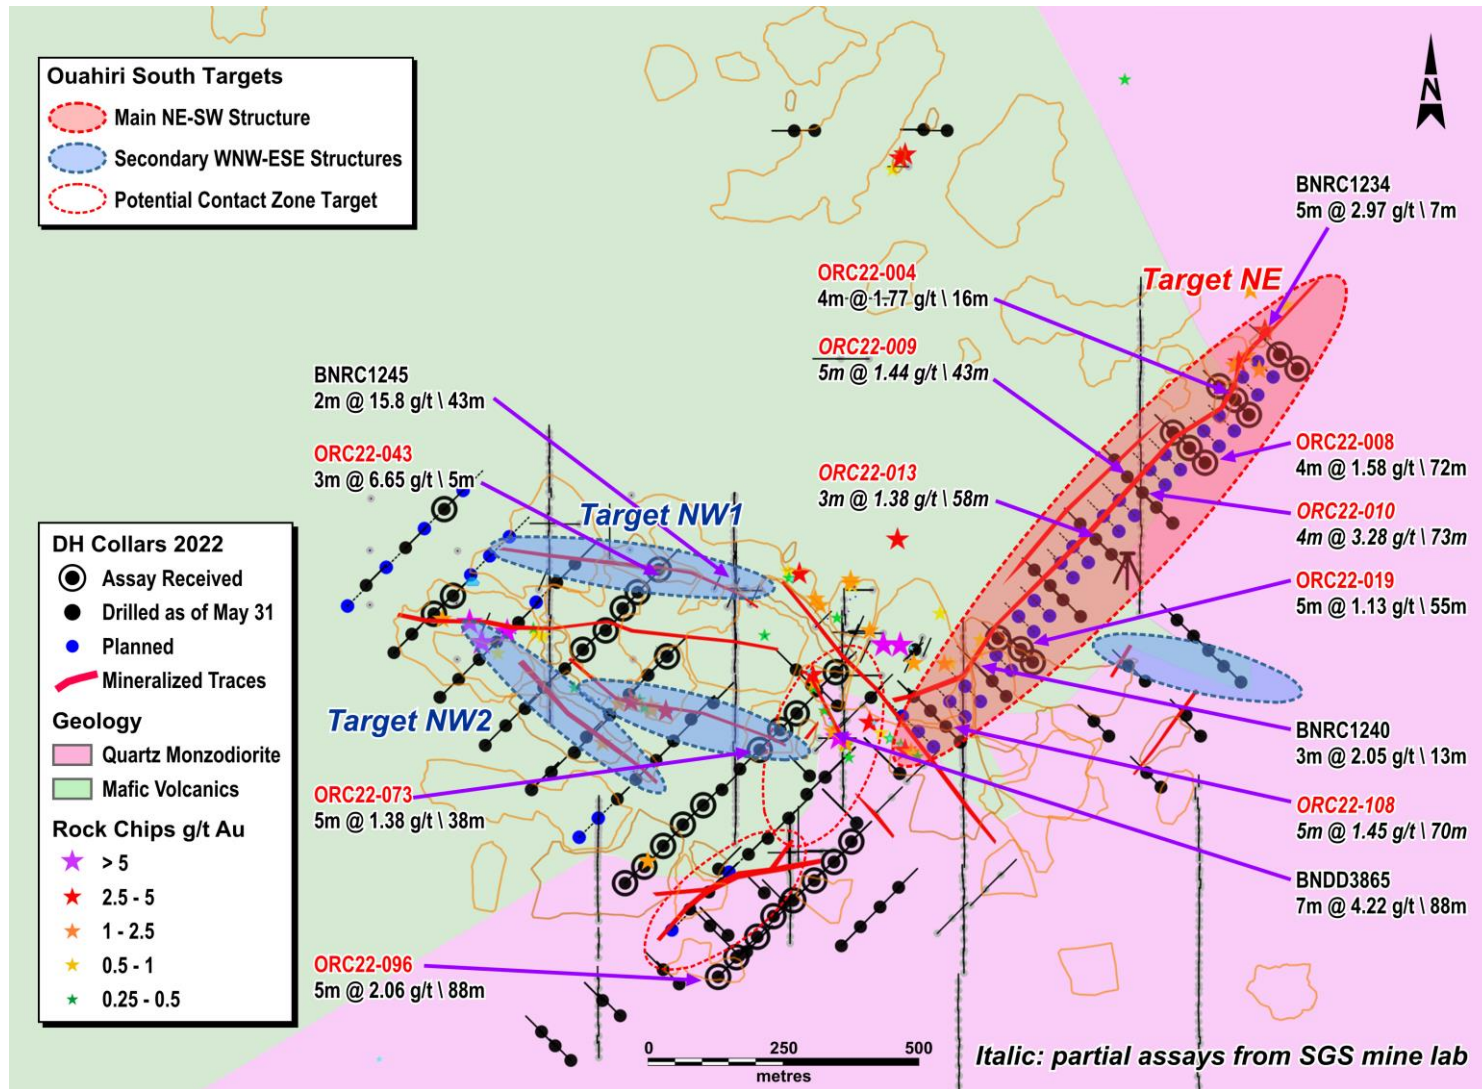 Ouahiri South Targets
Main NE-SW Structure
Secondary WNW-ESE Structures
Potential Contact Zone Target
N
BNRC1234
5m @ 2.97 g/t \ 7m
Target NE
ORC22-004
4m @ 1.77 g/t \ 16m
ORC22-009
5m @ 1.44 g/t \ 43m
BNRC1245
2m @ 15.8 g/t \ 43m
ORC22-043
3m @ 6.65 g/t \ 5m
ORC22-013
3m @ 1.38 g/t \ 58m
ORC22-008
4m @ 1.58 g/t \ 72m
ORC22-010
4m @ 3.28 g/t \ 73m
ORC22-019
5m @ 1.13 g/t \ 55m
Target NW1
Target NW2
DH Collars 2022
Assay Received
Drilled as of May 31
Planned
Mineralized Traces
Geology
Quartz Monzodiorite
Mafic Volcanics
Rock Chips g/t Au
> 5
2.5 - 5
1 - 2.5
0.5 - 1
0.25 - 0.5
BNRC1240
3m @ 2.05 g/t \ 13m
ORC22-073
5m @ 1.38 g/t \ 38m
ORC22-108
5m @ 1.45 g/t \ 70m
BNDD3865
7m @ 4.22 g/t \ 88m
ORC22-096
5m @ 2.06 g/t \ 88m
0 250 500
metres
Italic: partial assays from SGS mine lab